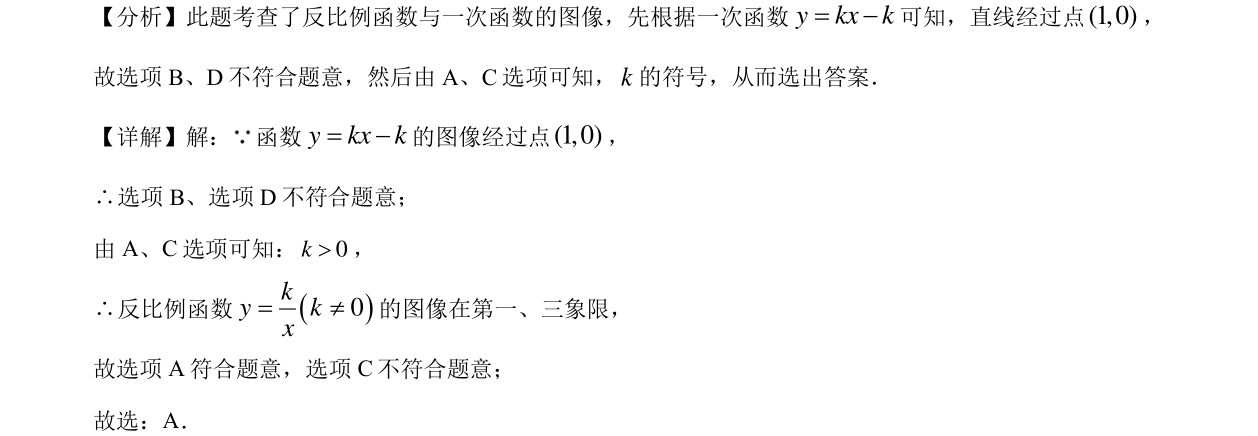 【分析】此题考查了反比例函数与一次函数的图像，先根据一次函数 y=kx−k 可知，直线经过点(1,0)，
故选项 B、D 不符合题意，然后由 A、C 选项可知，k 的符号，从而选出答案．
【详解】解：∵函数 y=kx−k 的图像经过点(1,0)，
∴选项 B、选项 D 不符合题意；
由 A、C 选项可知：k>0，
∴反比例函数 y=k/x(k≠0)的图像在第一、三象限，
故选项 A 符合题意，选项 C 不符合题意；
故选：A．